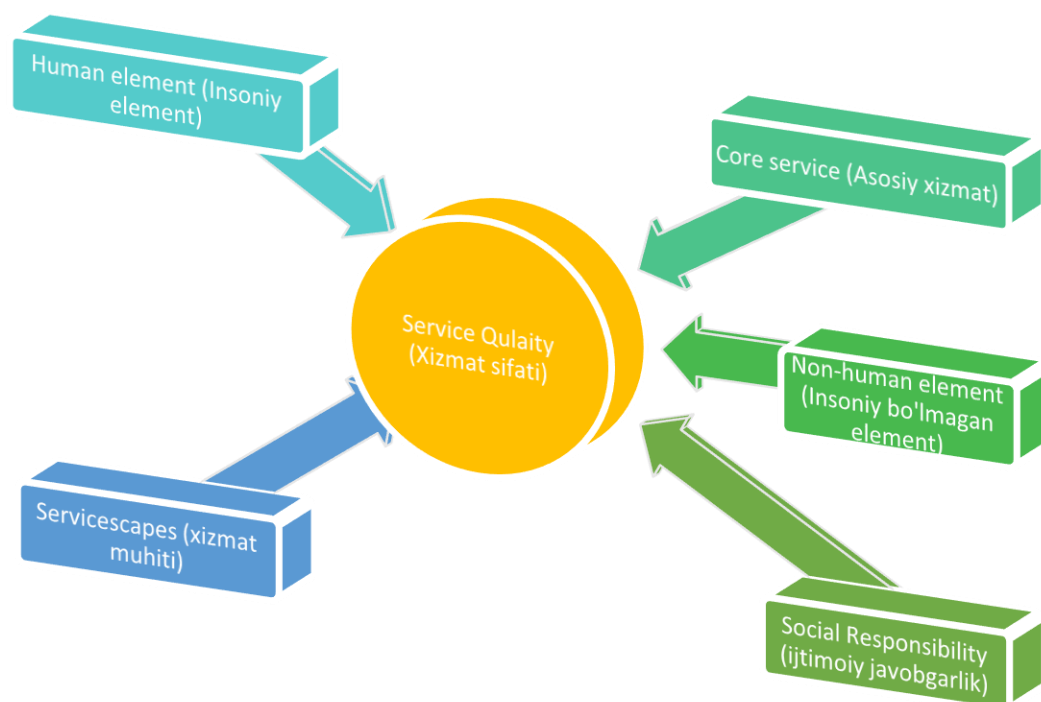 Human element (Insoniy
element)
Core service (Asosiy xizmat)
Service Qulaity
(Xizmat sifati)
Non-human element
(Insoniy bo'lmagan
element)
Servicescapes (xizmat
muhiti)
Social Responsibility
(ijtimoiy javobgarlik)